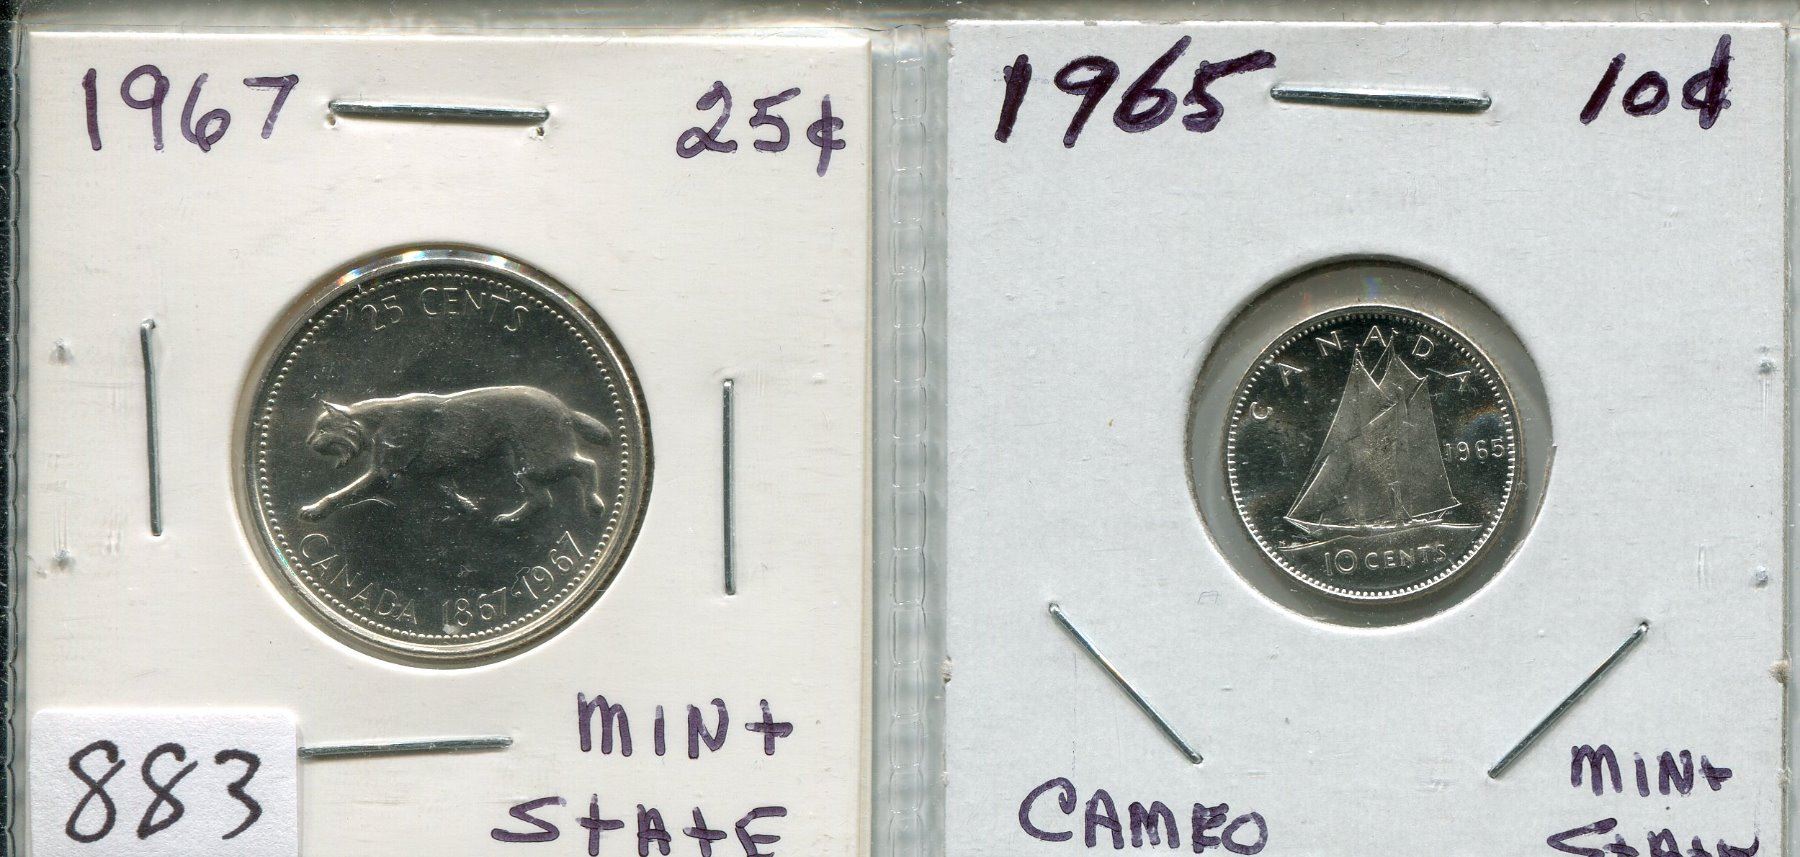 1967 25¢
25 CENTS
CANADA 1867-1967
883
MINt
StAtE
1965 10¢
CANADA
1965
10 CENTS
CAMEO
MINt